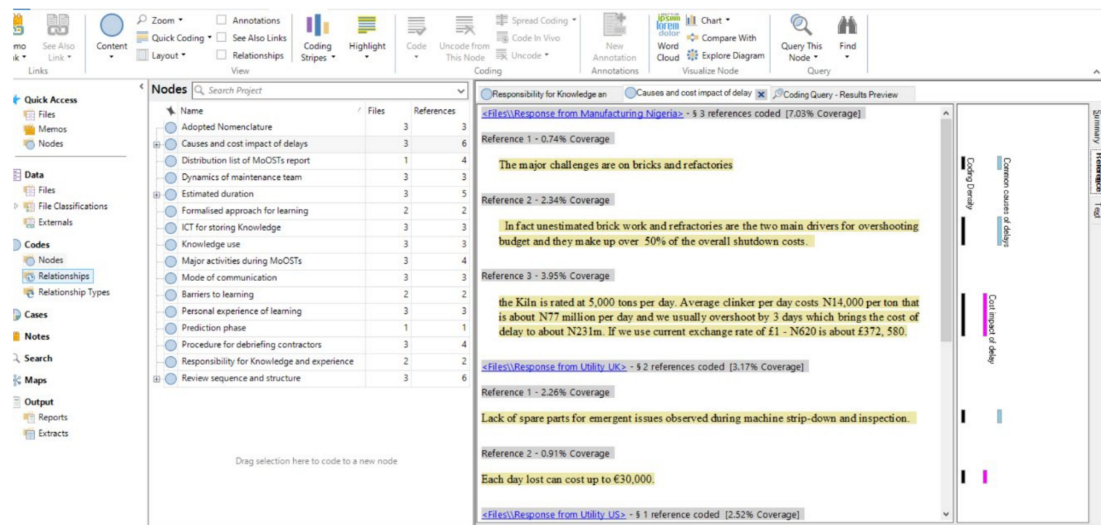 Zoom
Annotations
Quick Coding
See Also Links
Layout
Relationships
See Also
Link
Content
Coding
Stripes
Highlight
Code
Uncode from
This Node
Spread Coding
Code In Vivo
Uncode
New
Annotation
Word
Cloud
Chart
Compare With
Explore Diagram
Query This
Node
Find
Links
View
Coding
Annotations
Visualize Node
Query
Quick Access
Files
Memos
Nodes
Data
Files
File Classifications
Externals
Codes
Nodes
Relationships
Relationship Types
Cases
Notes
Search
Maps
Output
Reports
Extracts
Nodes
Search Project
Name Files References
Adopted Nomenclature 3 3
Causes and cost impact of delays 3 6
Distribution list of MoOSTs report 1 4
Dynamics of maintenance team 3 3
Estimated duration 3 5
Formalised approach for learning 2 2
ICT for storing Knowledge 3 3
Knowledge use 3 3
Major activities during MoOSTs 3 4
Mode of communication 3 3
Barriers to learning 2 2
Personal experience of learning 3 3
Prediction phase 1 1
Procedure for debriefing contractors 3 4
Responsibility for Knowledge and experience 2 2
Review sequence and structure 3 6
Drag selection here to code to a new node
Responsibility for Knowledge an
Causes and cost impact of delay
Coding Query - Results Preview
<Files\\Response from Manufacturing Nigeria> - § 3 references coded [7.03% Coverage]
Reference 1 - 0.74% Coverage
The major challenges are on bricks and refactories
Reference 2 - 2.34% Coverage
In fact unestimated brick work and refractories are the two main drivers for overshooting
budget and they make up over 50% of the overall shutdown costs.
Reference 3 - 3.95% Coverage
the Kiln is rated at 5,000 tons per day. Average clinker per day costs N14,000 per ton that
is about N77 million per day and we usually overshoot by 3 days which brings the cost of
delay to about N231m. If we use current exchange rate of £1 - N620 is about £372, 580.
<Files\\Response from Utility UK> - § 2 references coded [3.17% Coverage]
Reference 1 - 2.26% Coverage
Lack of spare parts for emergent issues observed during machine strip-down and inspection.
Reference 2 - 0.91% Coverage
Each day lost can cost up to €30,000.
<Files\\Response from Utility US> - § 1 reference coded [2.52% Coverage]
Coding Density
Common causes of delays
Cost impact of delay
Summary
Reference
Text